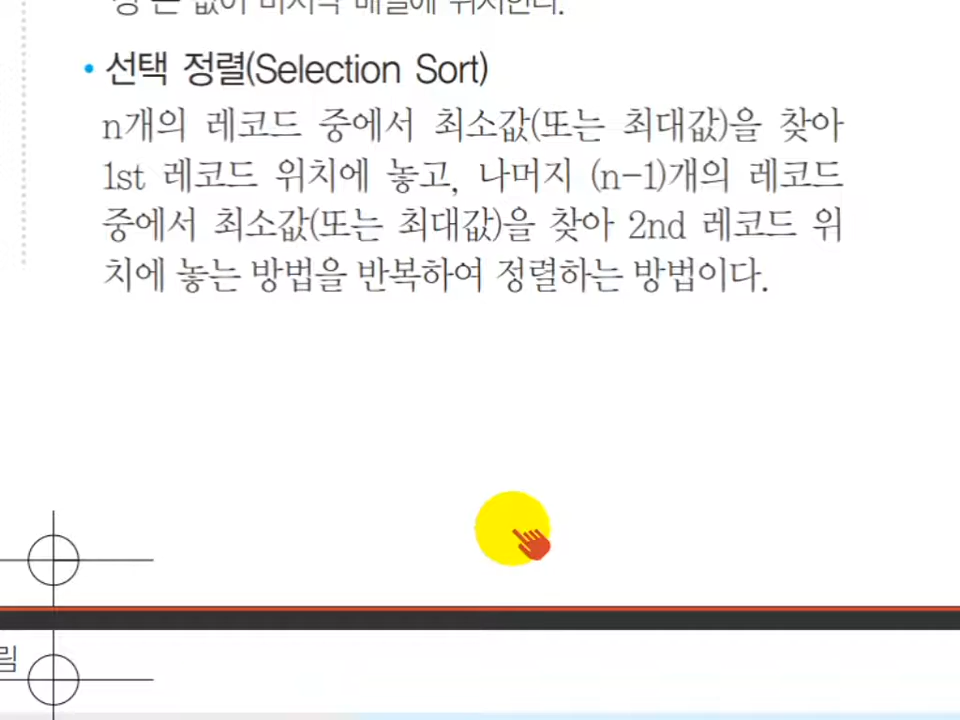 • 선택 정렬(Selection Sort)
n개의 레코드 중에서 최소값(또는 최대값)을 찾아
1st 레코드 위치에 놓고, 나머지 (n-1)개의 레코드
중에서 최소값(또는 최대값)을 찾아 2nd 레코드 위
치에 놓는 방법을 반복하여 정렬하는 방법이다.
림